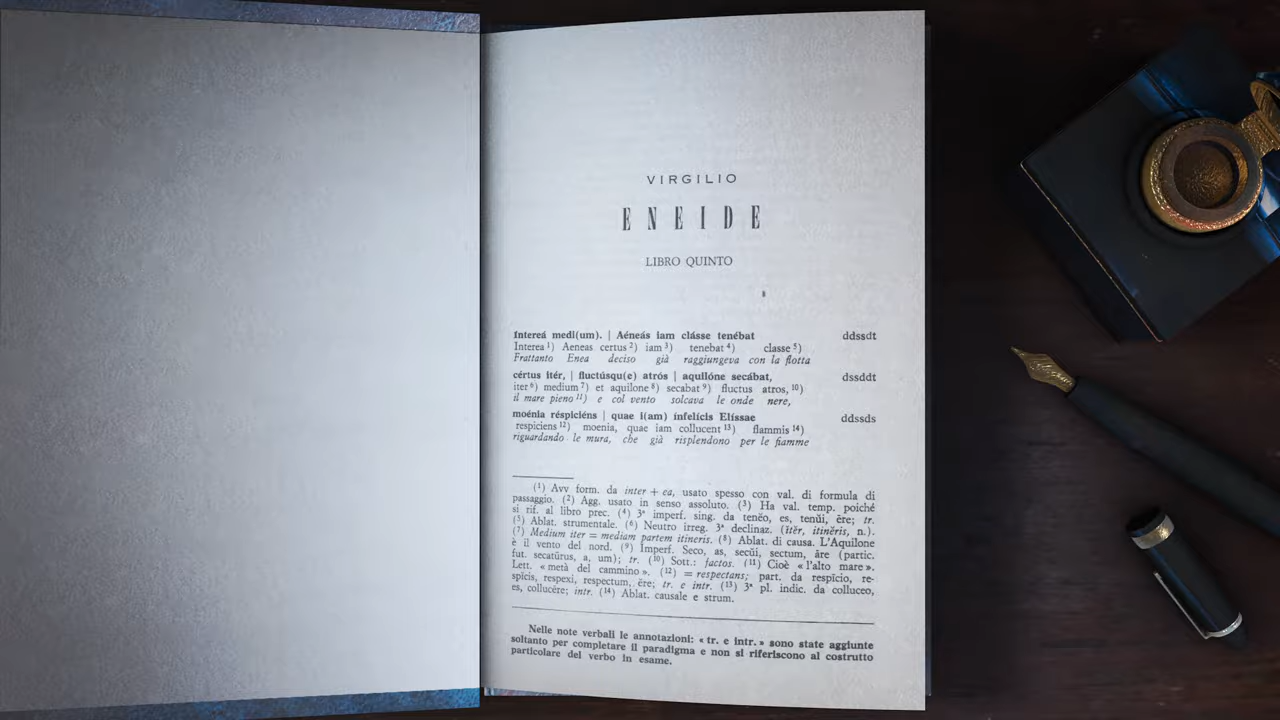 VIRGILIO
ENEIDE
LIBRO QUINTO
Intereá medi(um). | Aéneás iam clásse tenébat ddssdt
Interea ¹) Aeneas certus ²) iam ³) tenebat ⁴) classe ⁵)
Frattanto Enea deciso già raggiungeva con la flotta
cértus itér, | fluctúsqu(e) atrós | aquilóne secábat, dssddt
iter ⁶) medium ⁷) et aquilone ⁸) secabat ⁹) fluctus atros, ¹⁰)
il mare pieno ¹¹) e col vento solcava le onde nere,
moénia réspiciéns | quae i(am) ínfelícis Elíssae ddssds
respiciens ¹²) moenia, quae iam collucent ¹³) flammis ¹⁴)
riguardando le mura, che già risplendono per le fiamme
(¹) Avv form. da inter + ea, usato spesso con val. di formula di
passaggio. (²) Agg. usato in senso assoluto. (³) Ha val. temp. poiché
si rif. al libro prec. (⁴) 3ª imperf. sing. da tenĕo, es, tenŭi, ēre; tr.
(⁵) Ablat. strumentale. (⁶) Neutro irreg. 3ª declinaz. (ĭtĕr, itinĕris, n.).
(⁷) Medium iter = mediam partem itineris. (⁸) Ablat. di causa. L'Aquilone
è il vento del nord. (⁹) Imperf. Seco, as, secŭi, sectum, āre (partic.
fut. secatūrus, a, um); tr. (¹⁰) Sott.: factos. (¹¹) Cioè « l'alto mare ».
Lett. « metà del cammino ». (¹²) = respectans; part. da respĭcio, re-
spĭcis, respexi, respectum, ĕre; tr. e intr. (¹³) 3ª pl. indic. da colluceo,
es, collucēre; intr. (¹⁴) Ablat. causale e strum.
Nelle note verbali le annotazioni: « tr. e intr. » sono state aggiunte
soltanto per completare il paradigma e non si riferiscono al costrutto
particolare del verbo in esame.